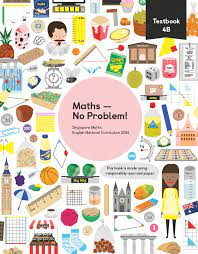 Textbook
4B
Maths —
No Problem!
Singapore Maths
English National Curriculum 2014
This book is made using
responsibly-sourced paper.